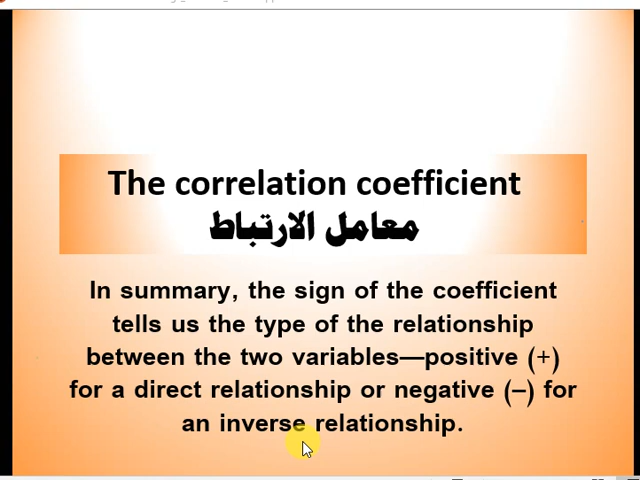 The correlation coefficient
معامل الارتباط
In summary, the sign of the coefficient
tells us the type of the relationship
between the two variables—positive (+)
for a direct relationship or negative (–) for
an inverse relationship.